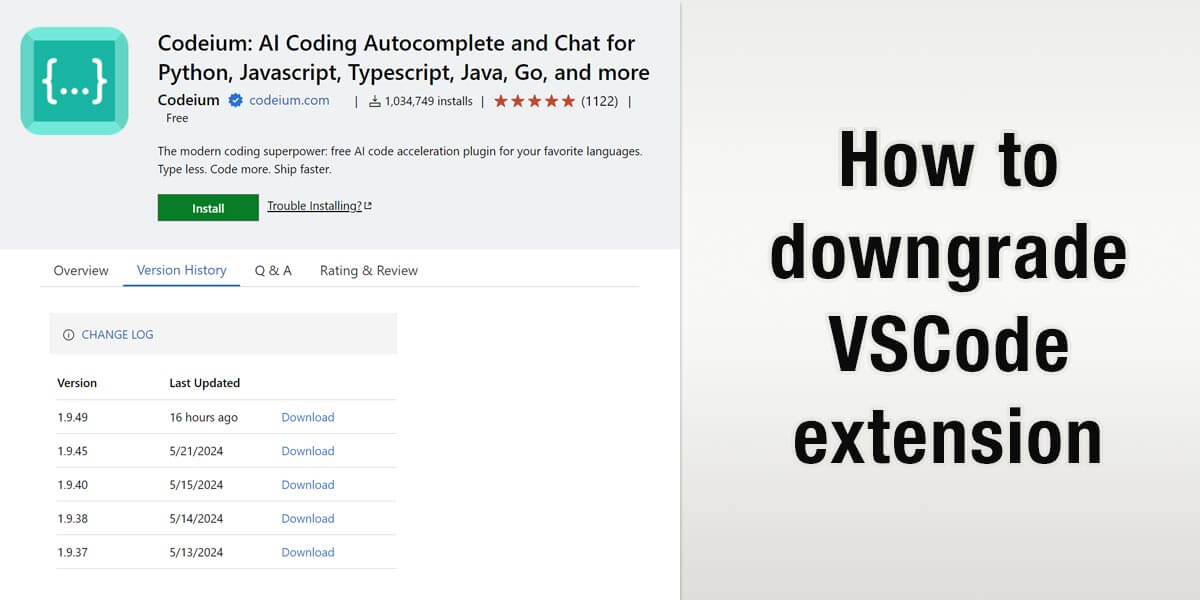 {...}
Codeium: AI Coding Autocomplete and Chat for
Python, Javascript, Typescript, Java, Go, and more
Codeium codeium.com | 1,034,749 installs | ★★★★★ (1122) |
Free
The modern coding superpower: free AI code acceleration plugin for your favorite languages.
Type less. Code more. Ship faster.
Install Trouble Installing?
Overview Version History Q & A Rating & Review
CHANGE LOG
Version Last Updated
1.9.49 16 hours ago Download
1.9.45 5/21/2024 Download
1.9.40 5/15/2024 Download
1.9.38 5/14/2024 Download
1.9.37 5/13/2024 Download
How to
downgrade
VSCode
extension